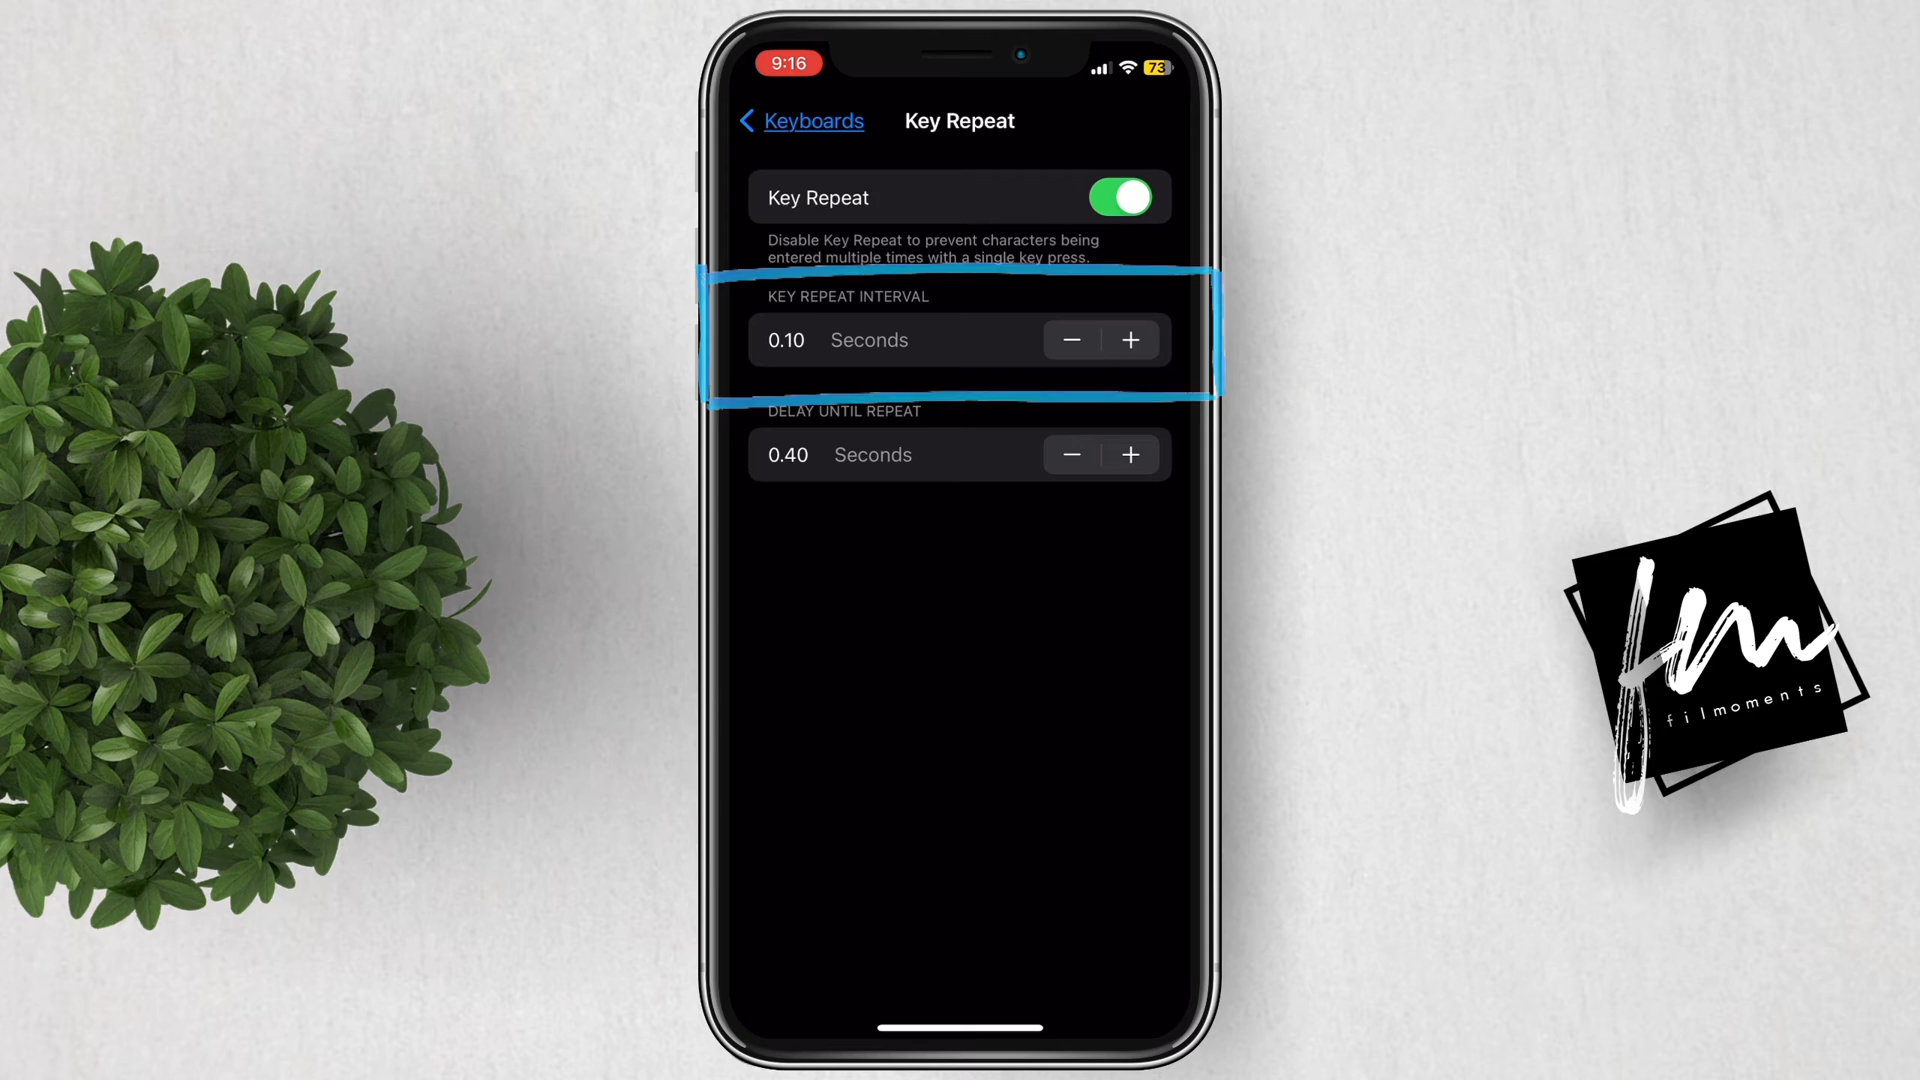 9:16
73
Keyboards
Key Repeat
Key Repeat
Disable Key Repeat to prevent characters being
entered multiple times with a single key press.
KEY REPEAT INTERVAL
0.10 Seconds
DELAY UNTIL REPEAT
0.40 Seconds
fm
filmoments